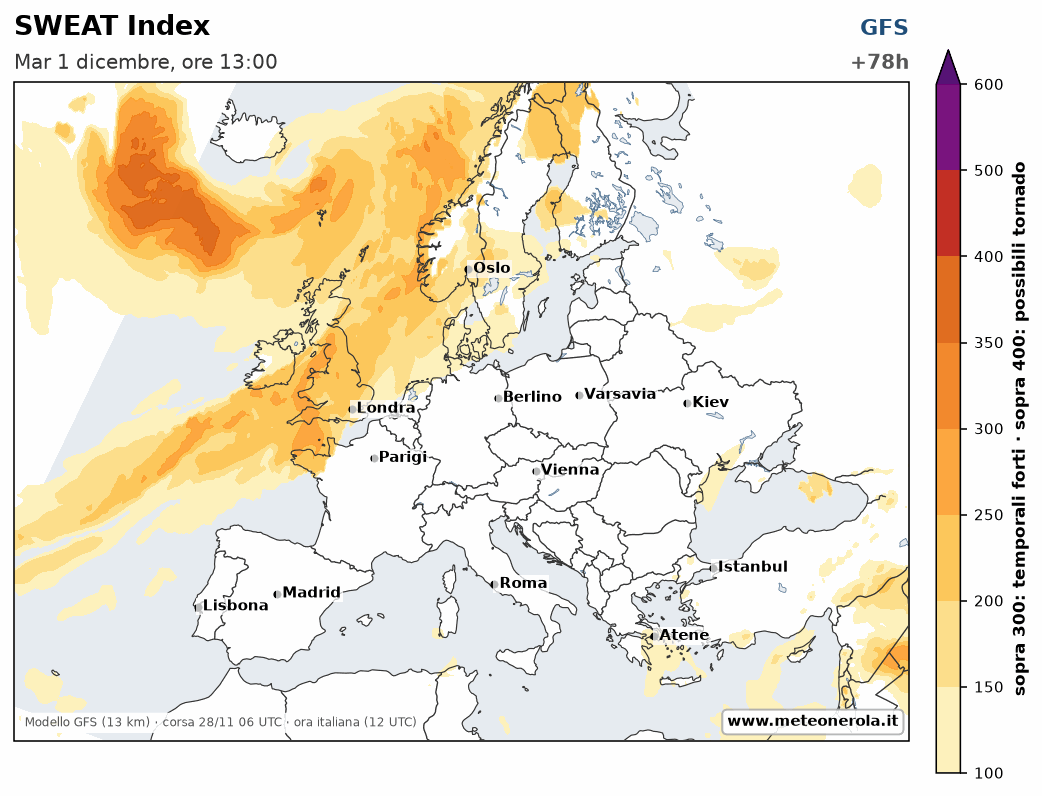 SWEAT Index
GFS
Mar 1 dicembre, ore 13:00
+78h
Oslo
Berlino
Varsavia
Kiev
Londra
Parigi
Vienna
Istanbul
Roma
Madrid
Lisbona
Atene
Modello GFS (13 km) · corsa 28/11 06 UTC · ora italiana (12 UTC)
www.meteonerola.it
600
500
400
350
300
250
200
150
100
sopra 300: temporali forti · sopra 400: possibili tornado